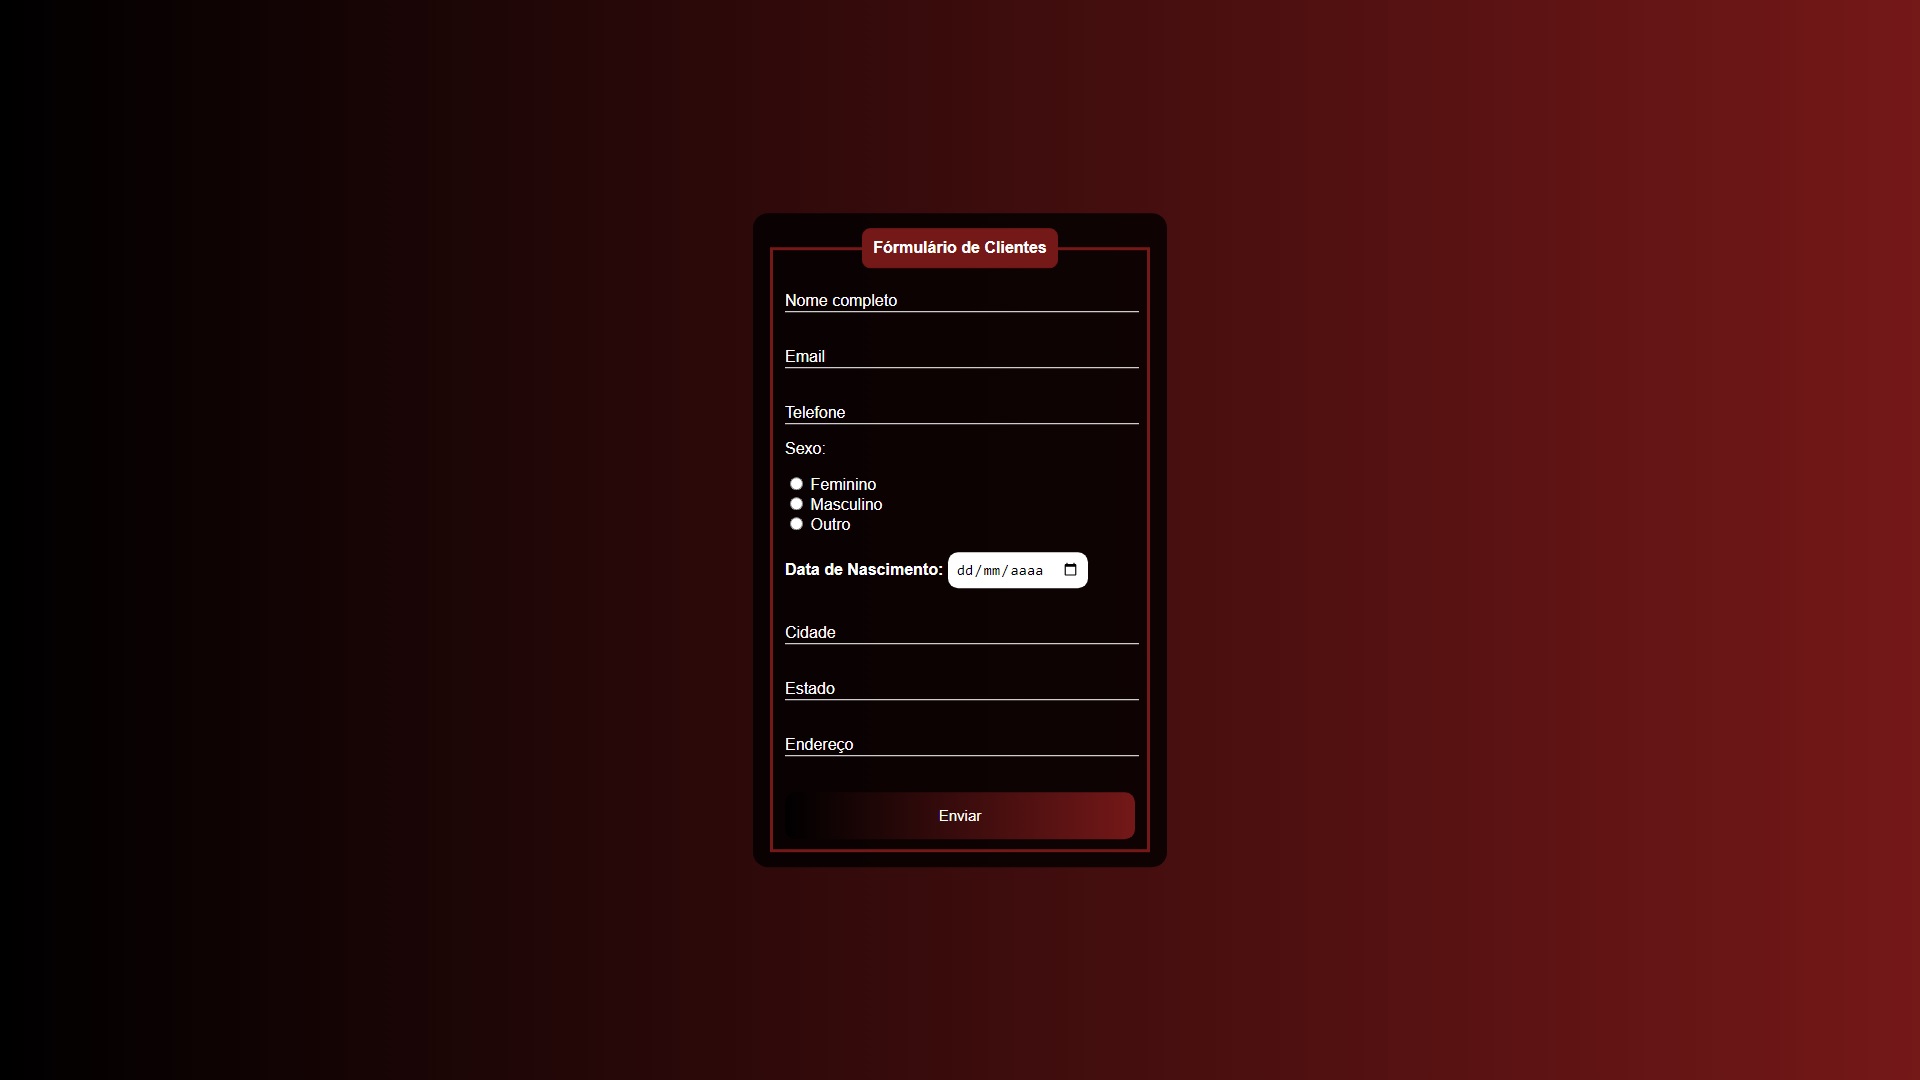 Fórmulário de Clientes
Nome completo
Email
Telefone
Sexo:
Feminino
Masculino
Outro
Data de Nascimento: dd/mm/aaaa
Cidade
Estado
Endereço
Enviar